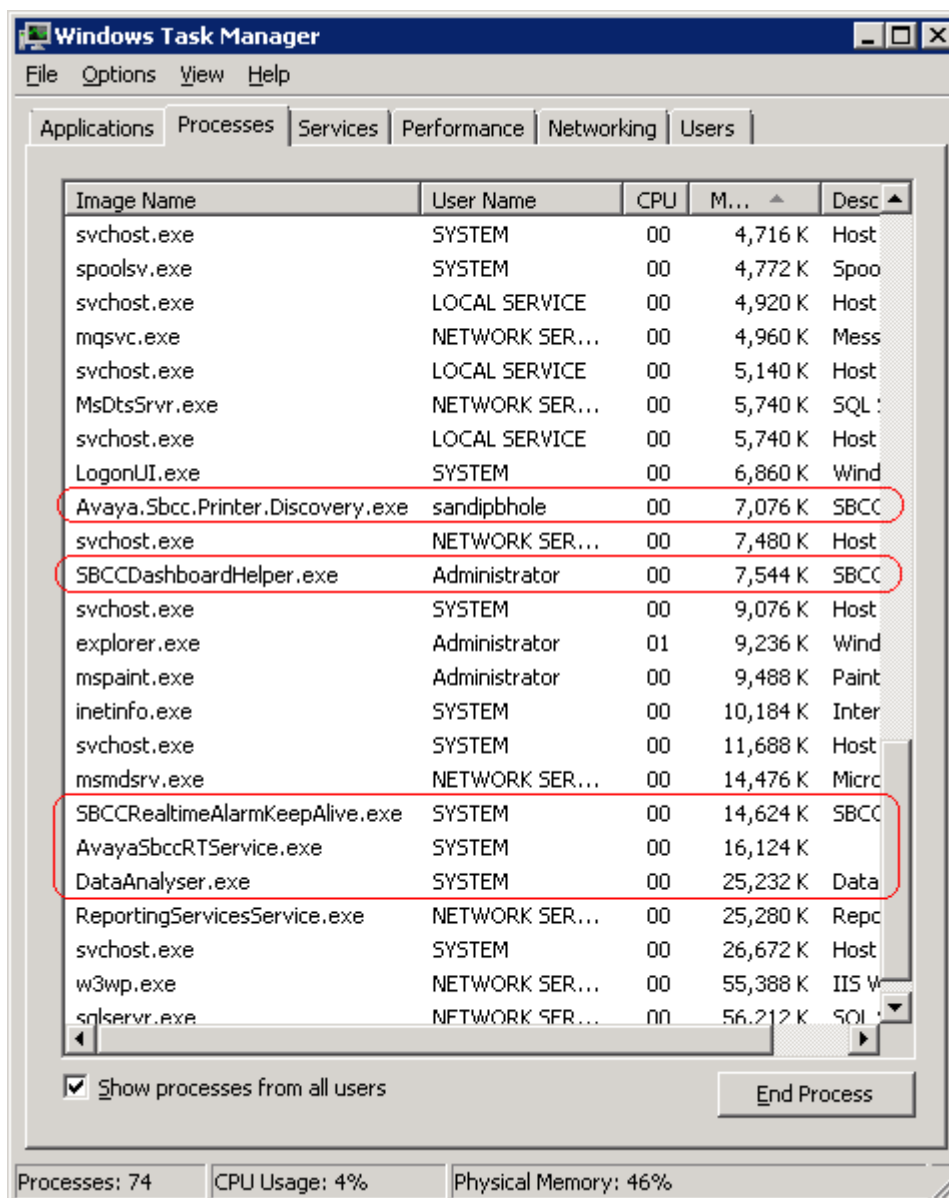 Windows Task Manager
File Options View Help
Applications Processes Services Performance Networking Users
Image Name User Name CPU M... Desc
svchost.exe SYSTEM 00 4,716 K Host
spoolsv.exe SYSTEM 00 4,772 K Spoo
svchost.exe LOCAL SERVICE 00 4,920 K Host
mqsvc.exe NETWORK SER... 00 4,960 K Mess
svchost.exe LOCAL SERVICE 00 5,140 K Host
MsDtsSrvr.exe NETWORK SER... 00 5,740 K SQL
svchost.exe LOCAL SERVICE 00 5,740 K Host
LogonUI.exe SYSTEM 00 6,860 K Wind
Avaya.Sbcc.Printer.Discovery.exe sandipbhole 00 7,076 K SBCC
svchost.exe NETWORK SER... 00 7,480 K Host
SBCCDashboardHelper.exe Administrator 00 7,544 K SBCC
svchost.exe SYSTEM 00 9,076 K Host
explorer.exe Administrator 01 9,236 K Wind
mspaint.exe Administrator 00 9,488 K Paint
inetinfo.exe SYSTEM 00 10,184 K Inter
svchost.exe SYSTEM 00 11,688 K Host
msmdsrv.exe NETWORK SER... 00 14,476 K Micro
SBCCRealtimeAlarmKeepAlive.exe SYSTEM 00 14,624 K SBCC
AvayaSbccRTService.exe SYSTEM 00 16,124 K
DataAnalyser.exe SYSTEM 00 25,232 K Data
ReportingServicesService.exe NETWORK SER... 00 25,280 K Repo
svchost.exe SYSTEM 00 26,672 K Host
w3wp.exe NETWORK SER... 00 55,388 K IIS W
sqlservr.exe NETWORK SER... 00 56,212 K SQL
Show processes from all users
End Process
Processes: 74 CPU Usage: 4% Physical Memory: 46%